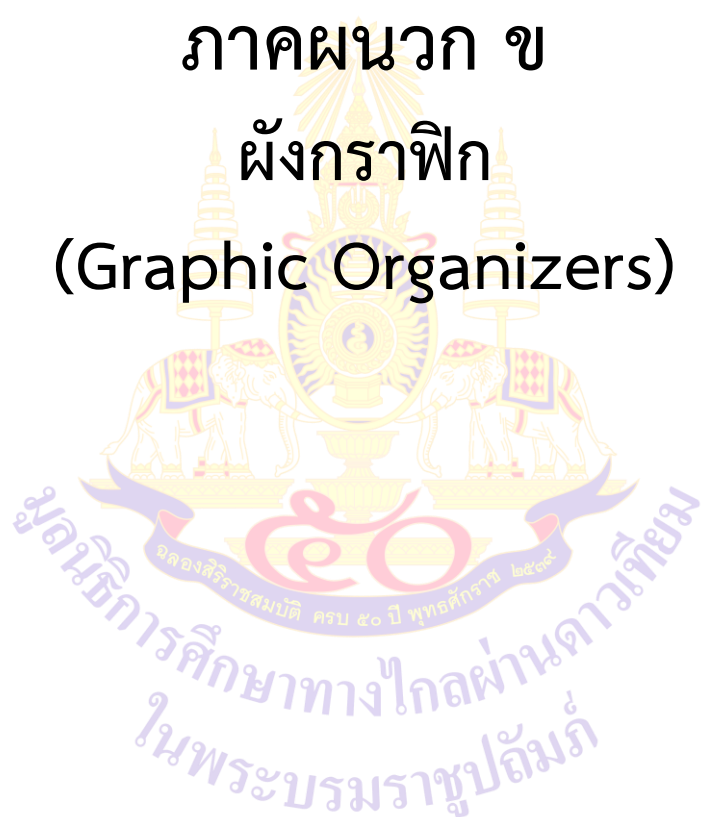 ภาคผนวก ข
ผังกราฟิก
(Graphic Organizers)
๕๐
ฉลองสิริราชสมบัติ ครบ ๕๐ ปี พุทธศักราช ๒๕๓๙
มูลนิธิการศึกษาทางไกลผ่านดาวเทียม
ในพระบรมราชูปถัมภ์